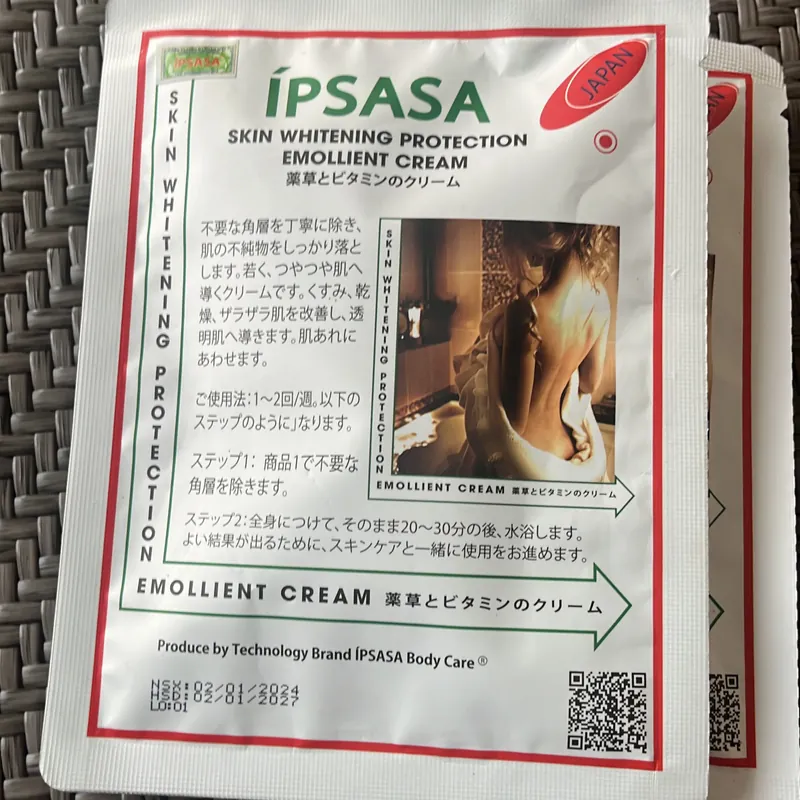 IPSASA
ÍPSASA
JAPAN
SKIN WHITENING PROTECTION
EMOLLIENT CREAM
薬草とビタミンのクリーム
SKIN WHITENING PROTECTION
不要な角層を丁寧に除き、
肌の不純物をしっかり落と
します。若く、つやつや肌へ
導くクリームです。くすみ、乾
燥、ザラザラ肌を改善し、透
明肌へ導きます。肌あれに
あわせます。
ご使用法:1〜2回/週。以下の
ステップのように」なります。
ステップ1: 商品1で不要な
角層を除きます。
SKIN WHITENING PROTECTION
EMOLLIENT CREAM 薬草とビタミンのクリーム
ステップ2:全身につけて、そのまま20〜30分の後、水浴します。
よい結果が出るために、スキンケアと一緒に使用をお進めます。
EMOLLIENT CREAM 薬草とビタミンのクリーム
Produce by Technology Brand ÍPSASA Body Care ®
NSX:02/01/2024
HSD:02/01/2027
LO:01